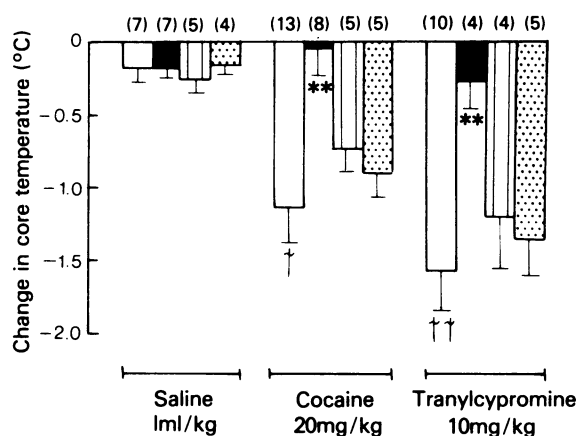 (7) (7) (5) (4) (13) (8) (5) (5) (10) (4) (4) (5)
0
-0.5
-1.0
-1.5
-2.0
Change in core temperature (ºC)
**
**
†
††
Saline
1ml/kg
Cocaine
20mg/kg
Tranylcypromine
10mg/kg